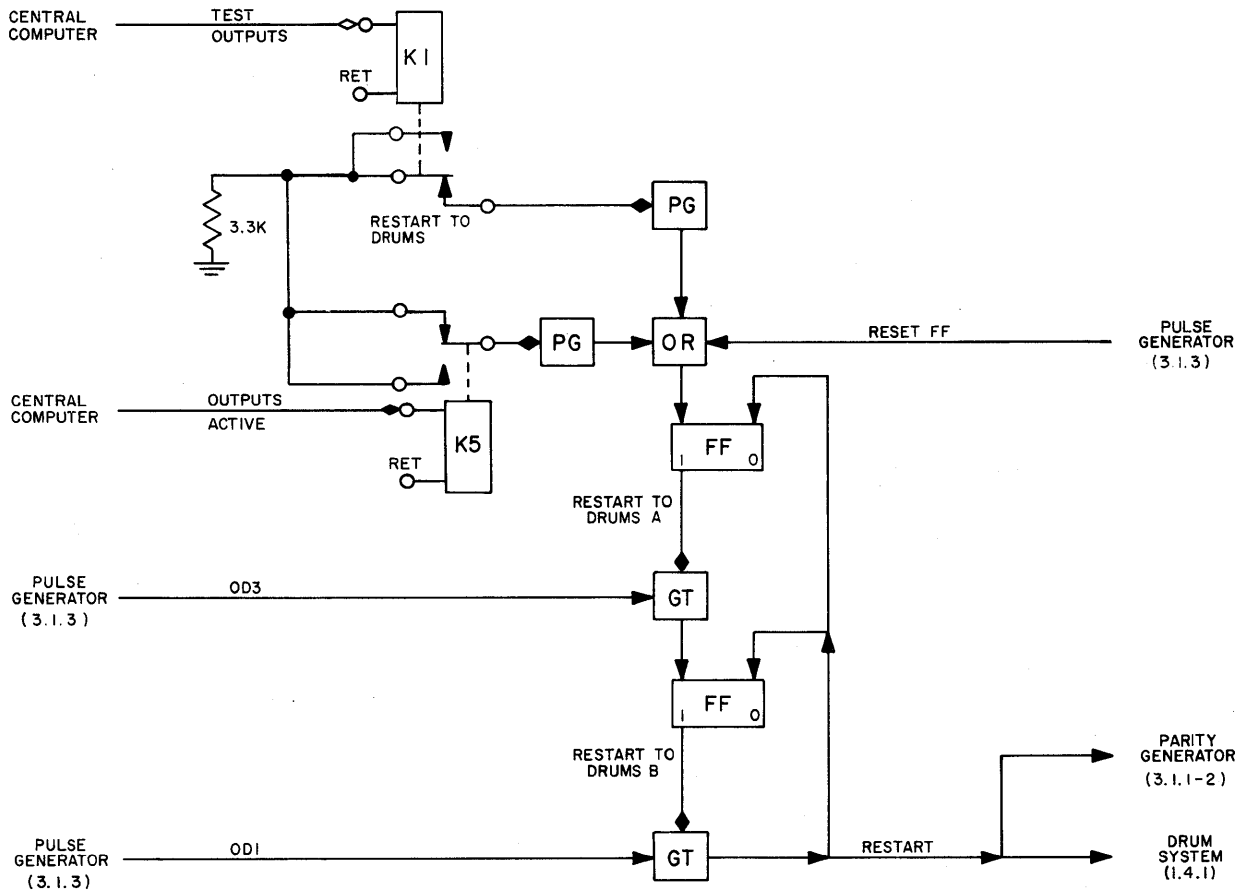 CENTRAL
COMPUTER
TEST
OUTPUTS
K1
RET
RESTART TO
DRUMS
3.3K
PG
PG
OR
RESET FF
PULSE
GENERATOR
(3.1.3)
CENTRAL
COMPUTER
OUTPUTS
ACTIVE
K5
RET
FF
1 0
RESTART TO
DRUMS A
PULSE
GENERATOR
(3.1.3)
OD3
GT
FF
1 0
RESTART TO
DRUMS B
PARITY
GENERATOR
(3.1.1-2)
PULSE
GENERATOR
(3.1.3)
OD1
GT
RESTART
DRUM
SYSTEM
(1.4.1)